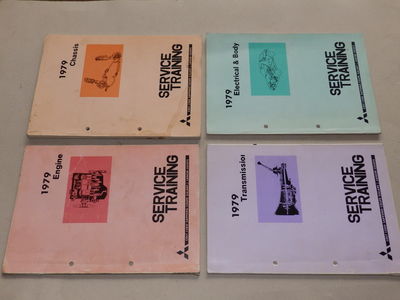 1979
Chassis
SERVICE
TRAINING
1979
Electrical & Body
SERVICE
TRAINING
1979
Engine
SERVICE
TRAINING
1979
Transmission
SERVICE
TRAINING